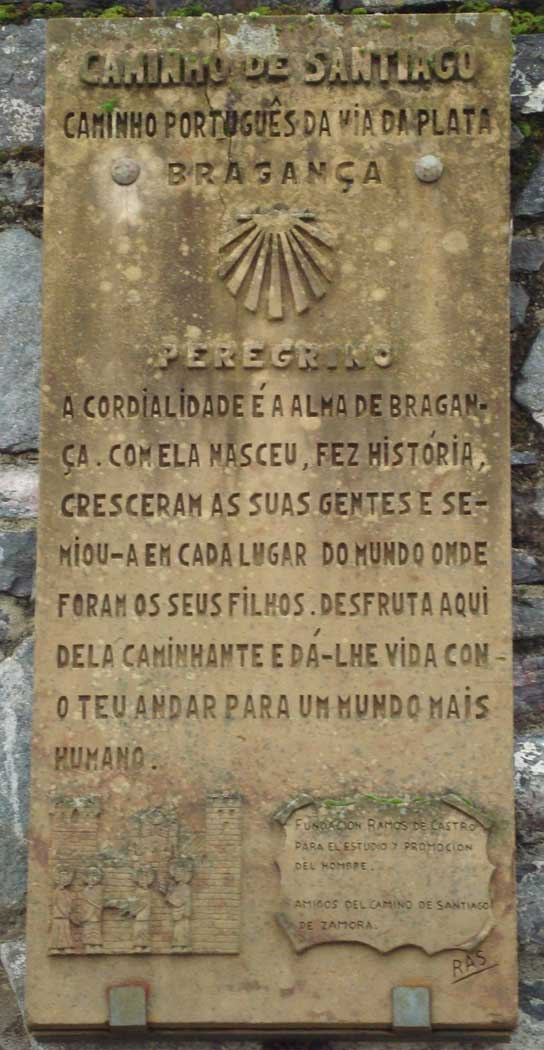 CAMINHO DE SANTIAGO
CAMINHO PORTUGUÊS DA VIA DA PLATA
BRAGANÇA
PEREGRINO
A CORDIALIDADE É A ALMA DE BRAGAN-
ÇA. COM ELA NASCEU, FEZ HISTÓRIA,
CRESCERAM AS SUAS GENTES E SE-
MIOU-A EM CADA LUGAR DO MUNDO ONDE
FORAM OS SEUS FILHOS. DESFRUTA AQUI
DELA CAMINHANTE E DÁ-LHE VIDA CON
O TEU ANDAR PARA UM MUNDO MAIS
HUMANO.
FUNDACION RAMOS DE CASTRO
PARA EL ESTUDIO Y PROMOCION
DEL HOMBRE.
AMIGOS DEL CAMINO DE SANTIAGO
DE ZAMORA.
RAS